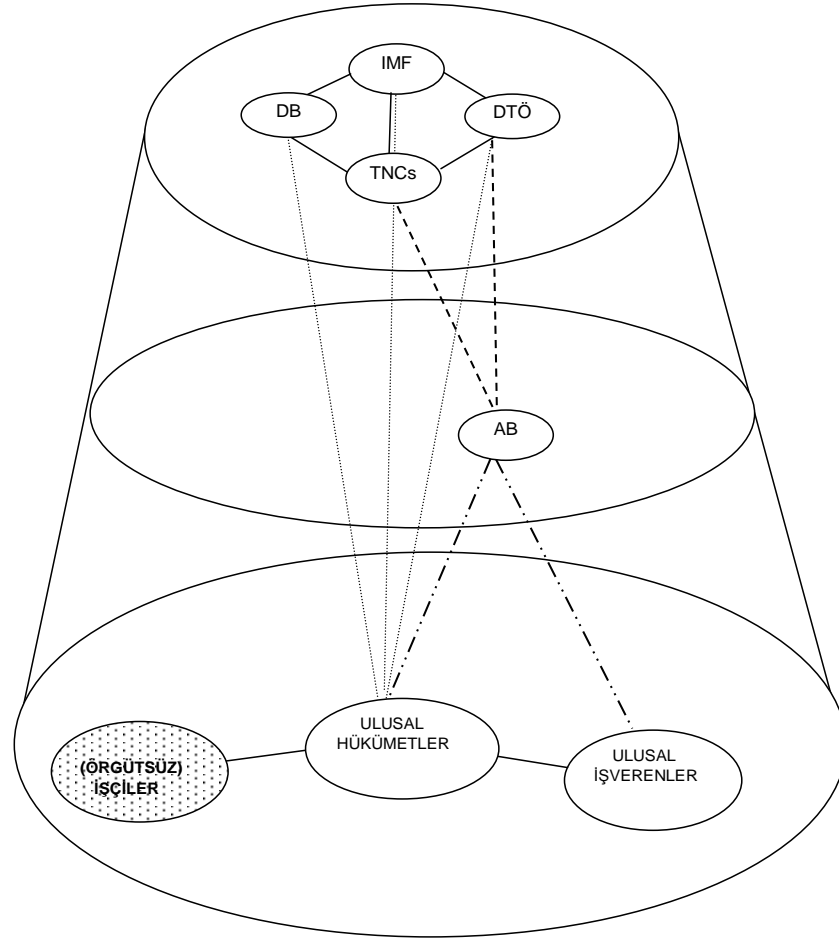 IMF
DB
DTÖ
TNCs
AB
ULUSAL
HÜKÜMETLER
(ÖRGÜTSÜZ)
İŞÇİLER
ULUSAL
İŞVERENLER